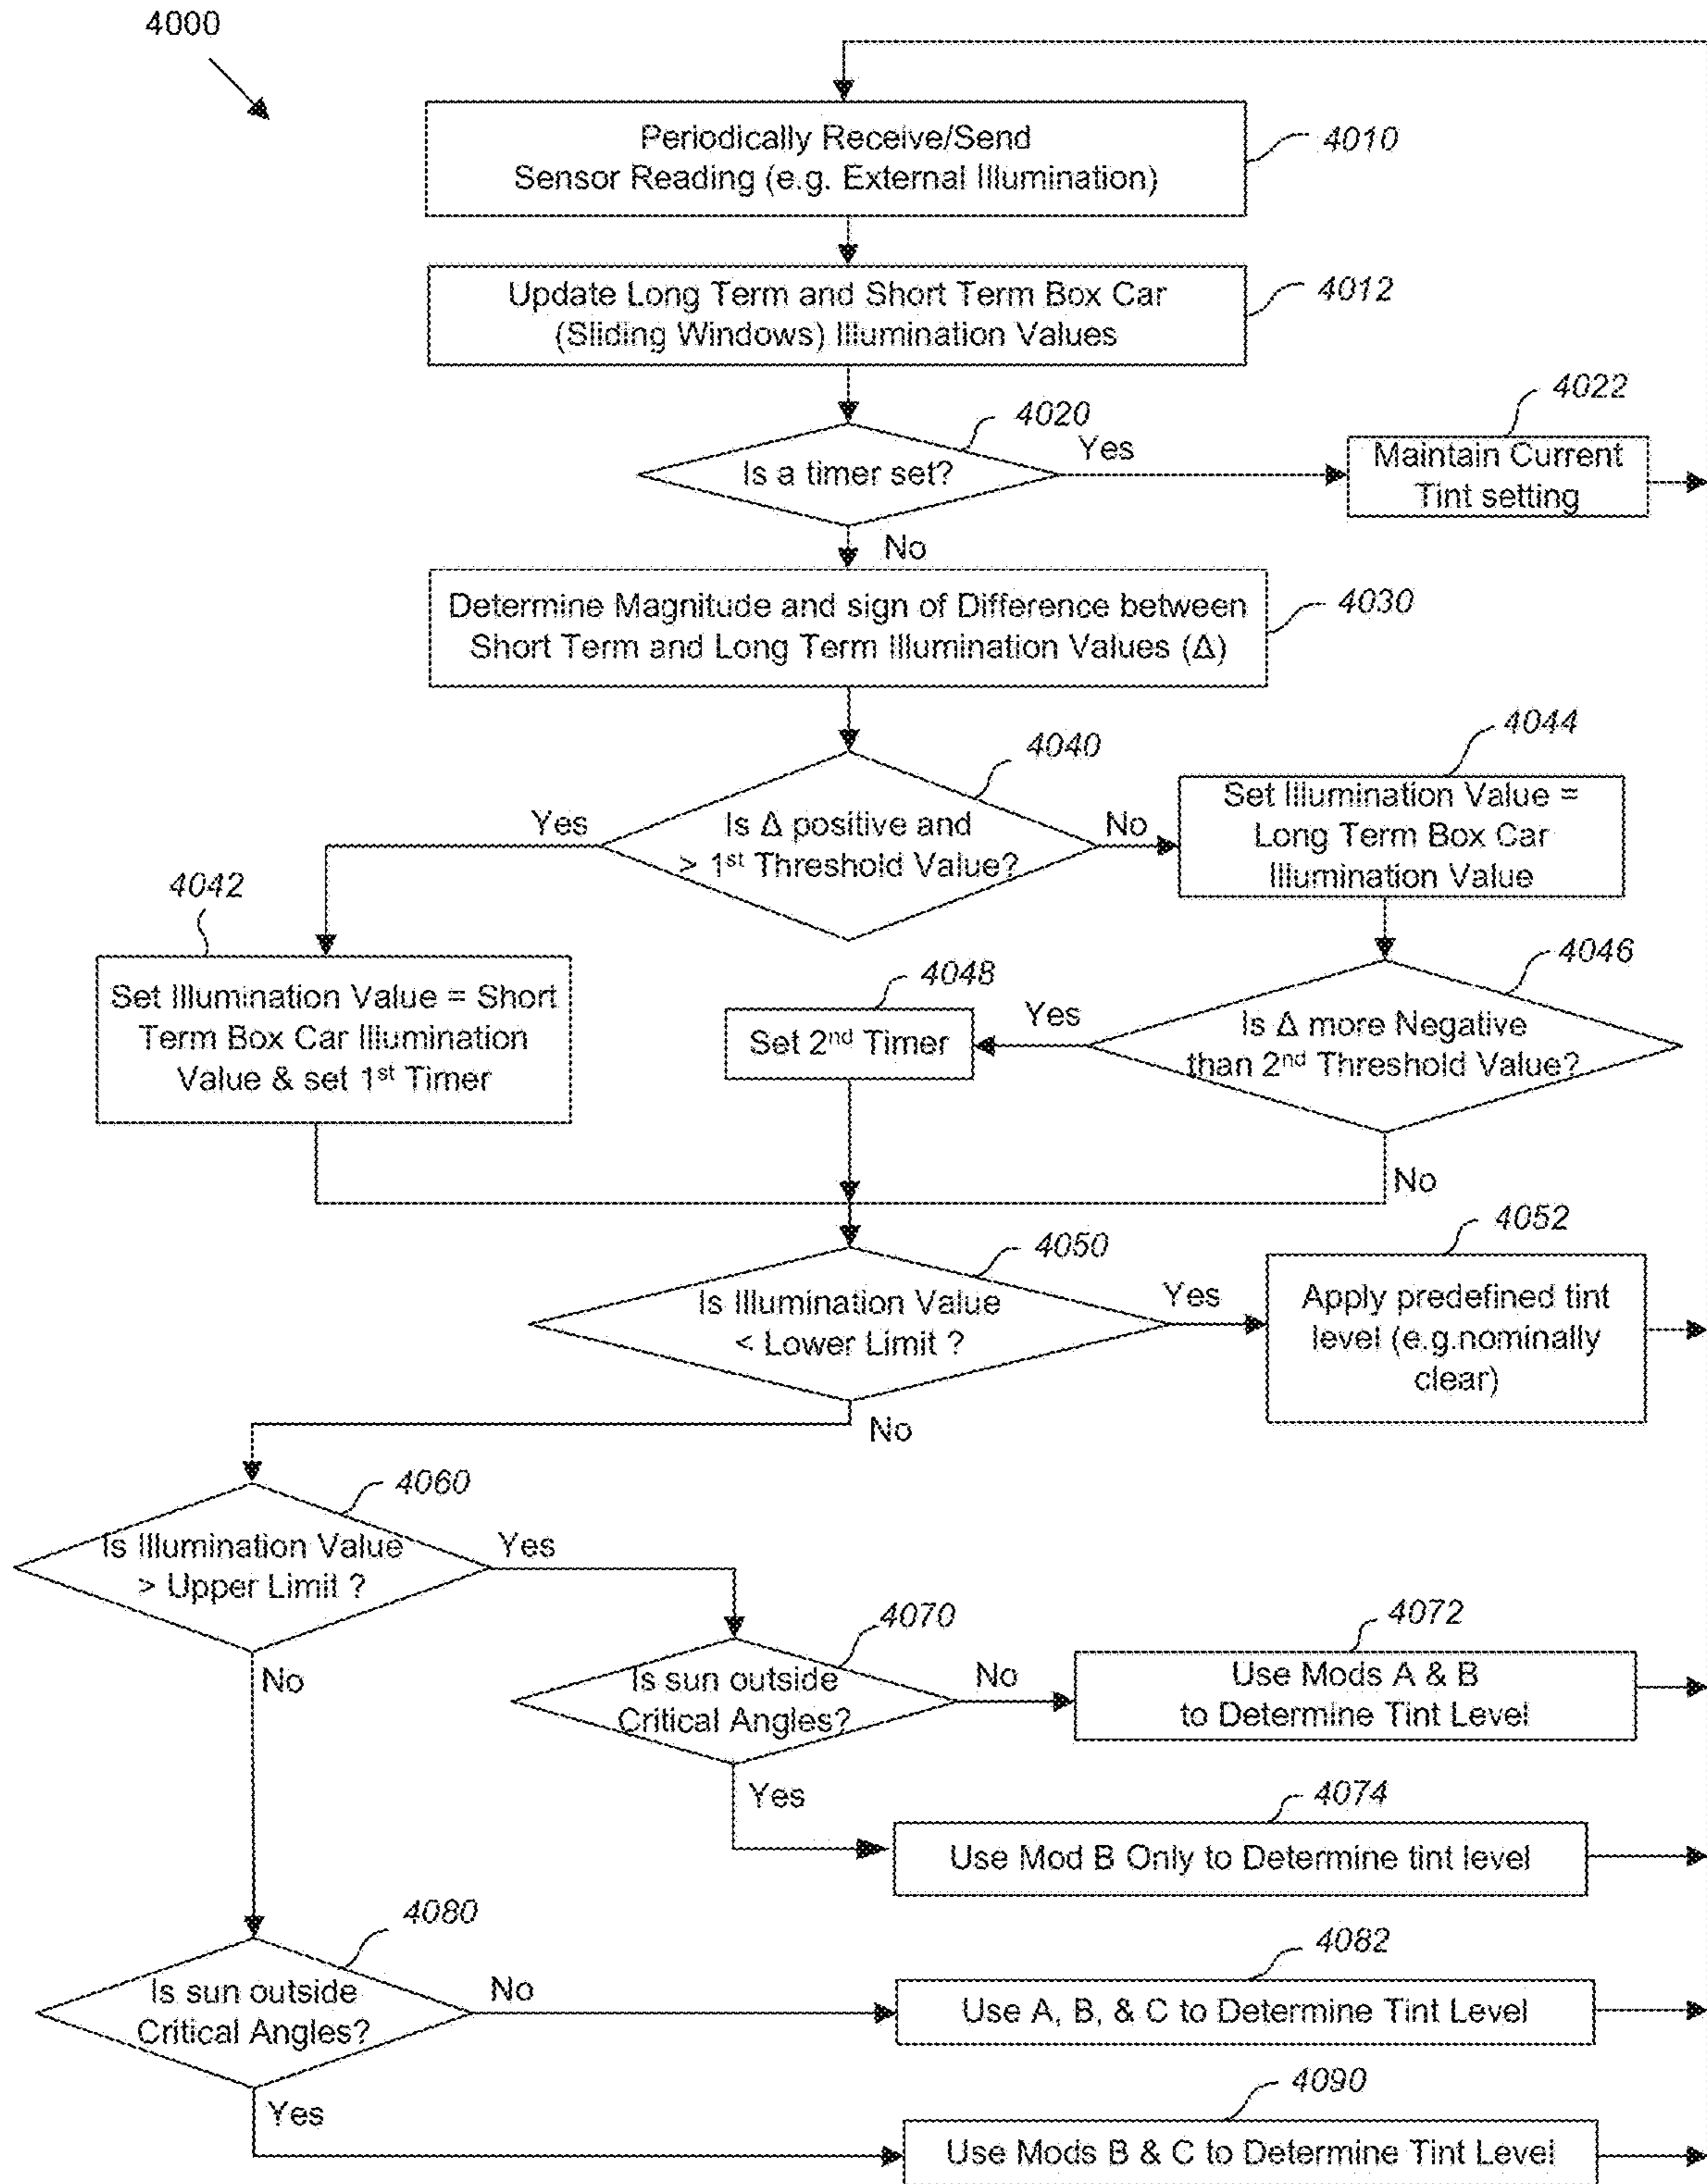 4000
Periodically Receive/Send
Sensor Reading (e.g. External Illumination)
4010
Update Long Term and Short Term Box Car
(Sliding Windows) Illumination Values
4012
4020
Is a timer set?
Yes
4022
Maintain Current
Tint setting
No
Determine Magnitude and sign of Difference between
Short Term and Long Term Illumination Values (Δ)
4030
4040
Is Δ positive and
> 1st Threshold Value?
Yes
No
4044
Set Illumination Value =
Long Term Box Car
Illumination Value
4042
Set Illumination Value = Short
Term Box Car Illumination
Value & set 1st Timer
4048
Set 2nd Timer
Yes
4046
Is Δ more Negative
than 2nd Threshold Value?
No
4050
Is Illumination Value
< Lower Limit ?
Yes
4052
Apply predefined tint
level (e.g.nominally
clear)
No
4060
Is Illumination Value
> Upper Limit ?
Yes
No
4070
Is sun outside
Critical Angles?
No
4072
Use Mods A & B
to Determine Tint Level
Yes
4074
Use Mod B Only to Determine tint level
4080
Is sun outside
Critical Angles?
No
4082
Use A, B, & C to Determine Tint Level
Yes
4090
Use Mods B & C to Determine Tint Level